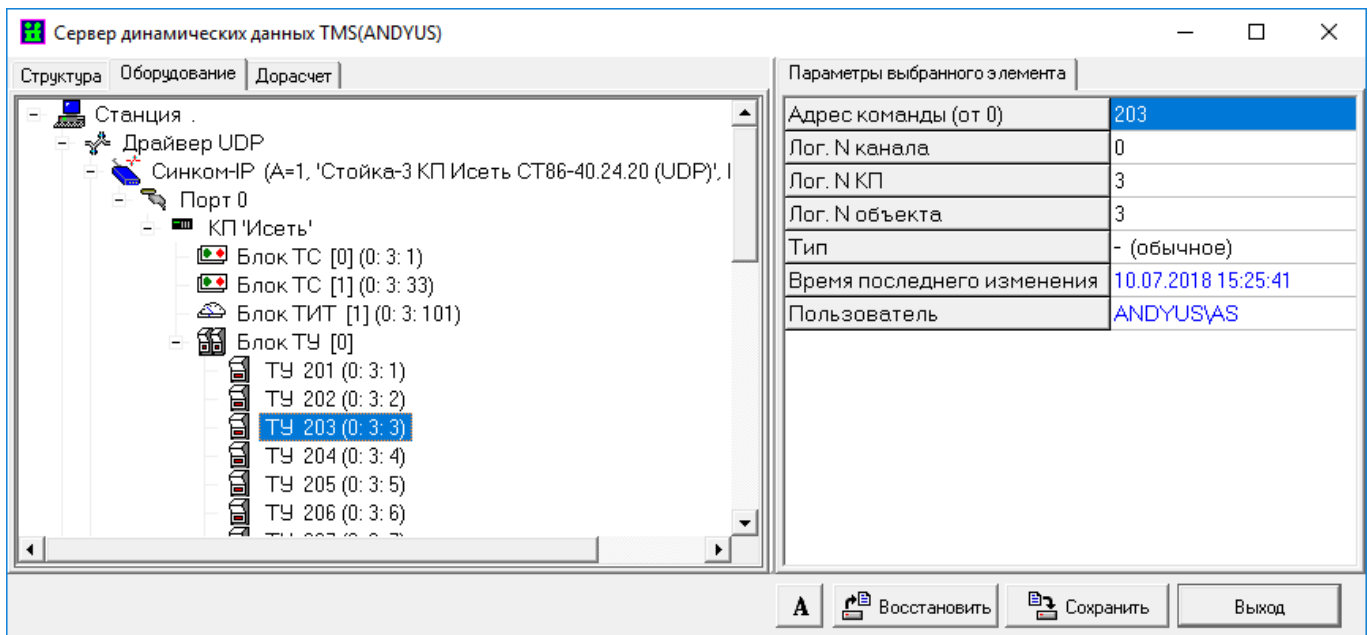 Сервер динамических данных TMS(ANDYUS)
Структура Оборудование Дорасчет
Станция .
Драйвер UDP
Синком-IP (A=1, 'Стойка-3 КП Исеть СТ86-40.24.20 (UDP)', I
Порт 0
КП 'Исеть'
Блок ТС [0] (0: 3: 1)
Блок ТС [1] (0: 3: 33)
Блок ТИТ [1] (0: 3: 101)
Блок ТУ [0]
ТУ 201 (0: 3: 1)
ТУ 202 (0: 3: 2)
ТУ 203 (0: 3: 3)
ТУ 204 (0: 3: 4)
ТУ 205 (0: 3: 5)
ТУ 206 (0: 3: 6)
Параметры выбранного элемента
Адрес команды (от 0) 203
Лог. N канала 0
Лог. N КП 3
Лог. N объекта 3
Тип - (обычное)
Время последнего изменения 10.07.2018 15:25:41
Пользователь ANDYUS\AS
A Восстановить Сохранить Выход